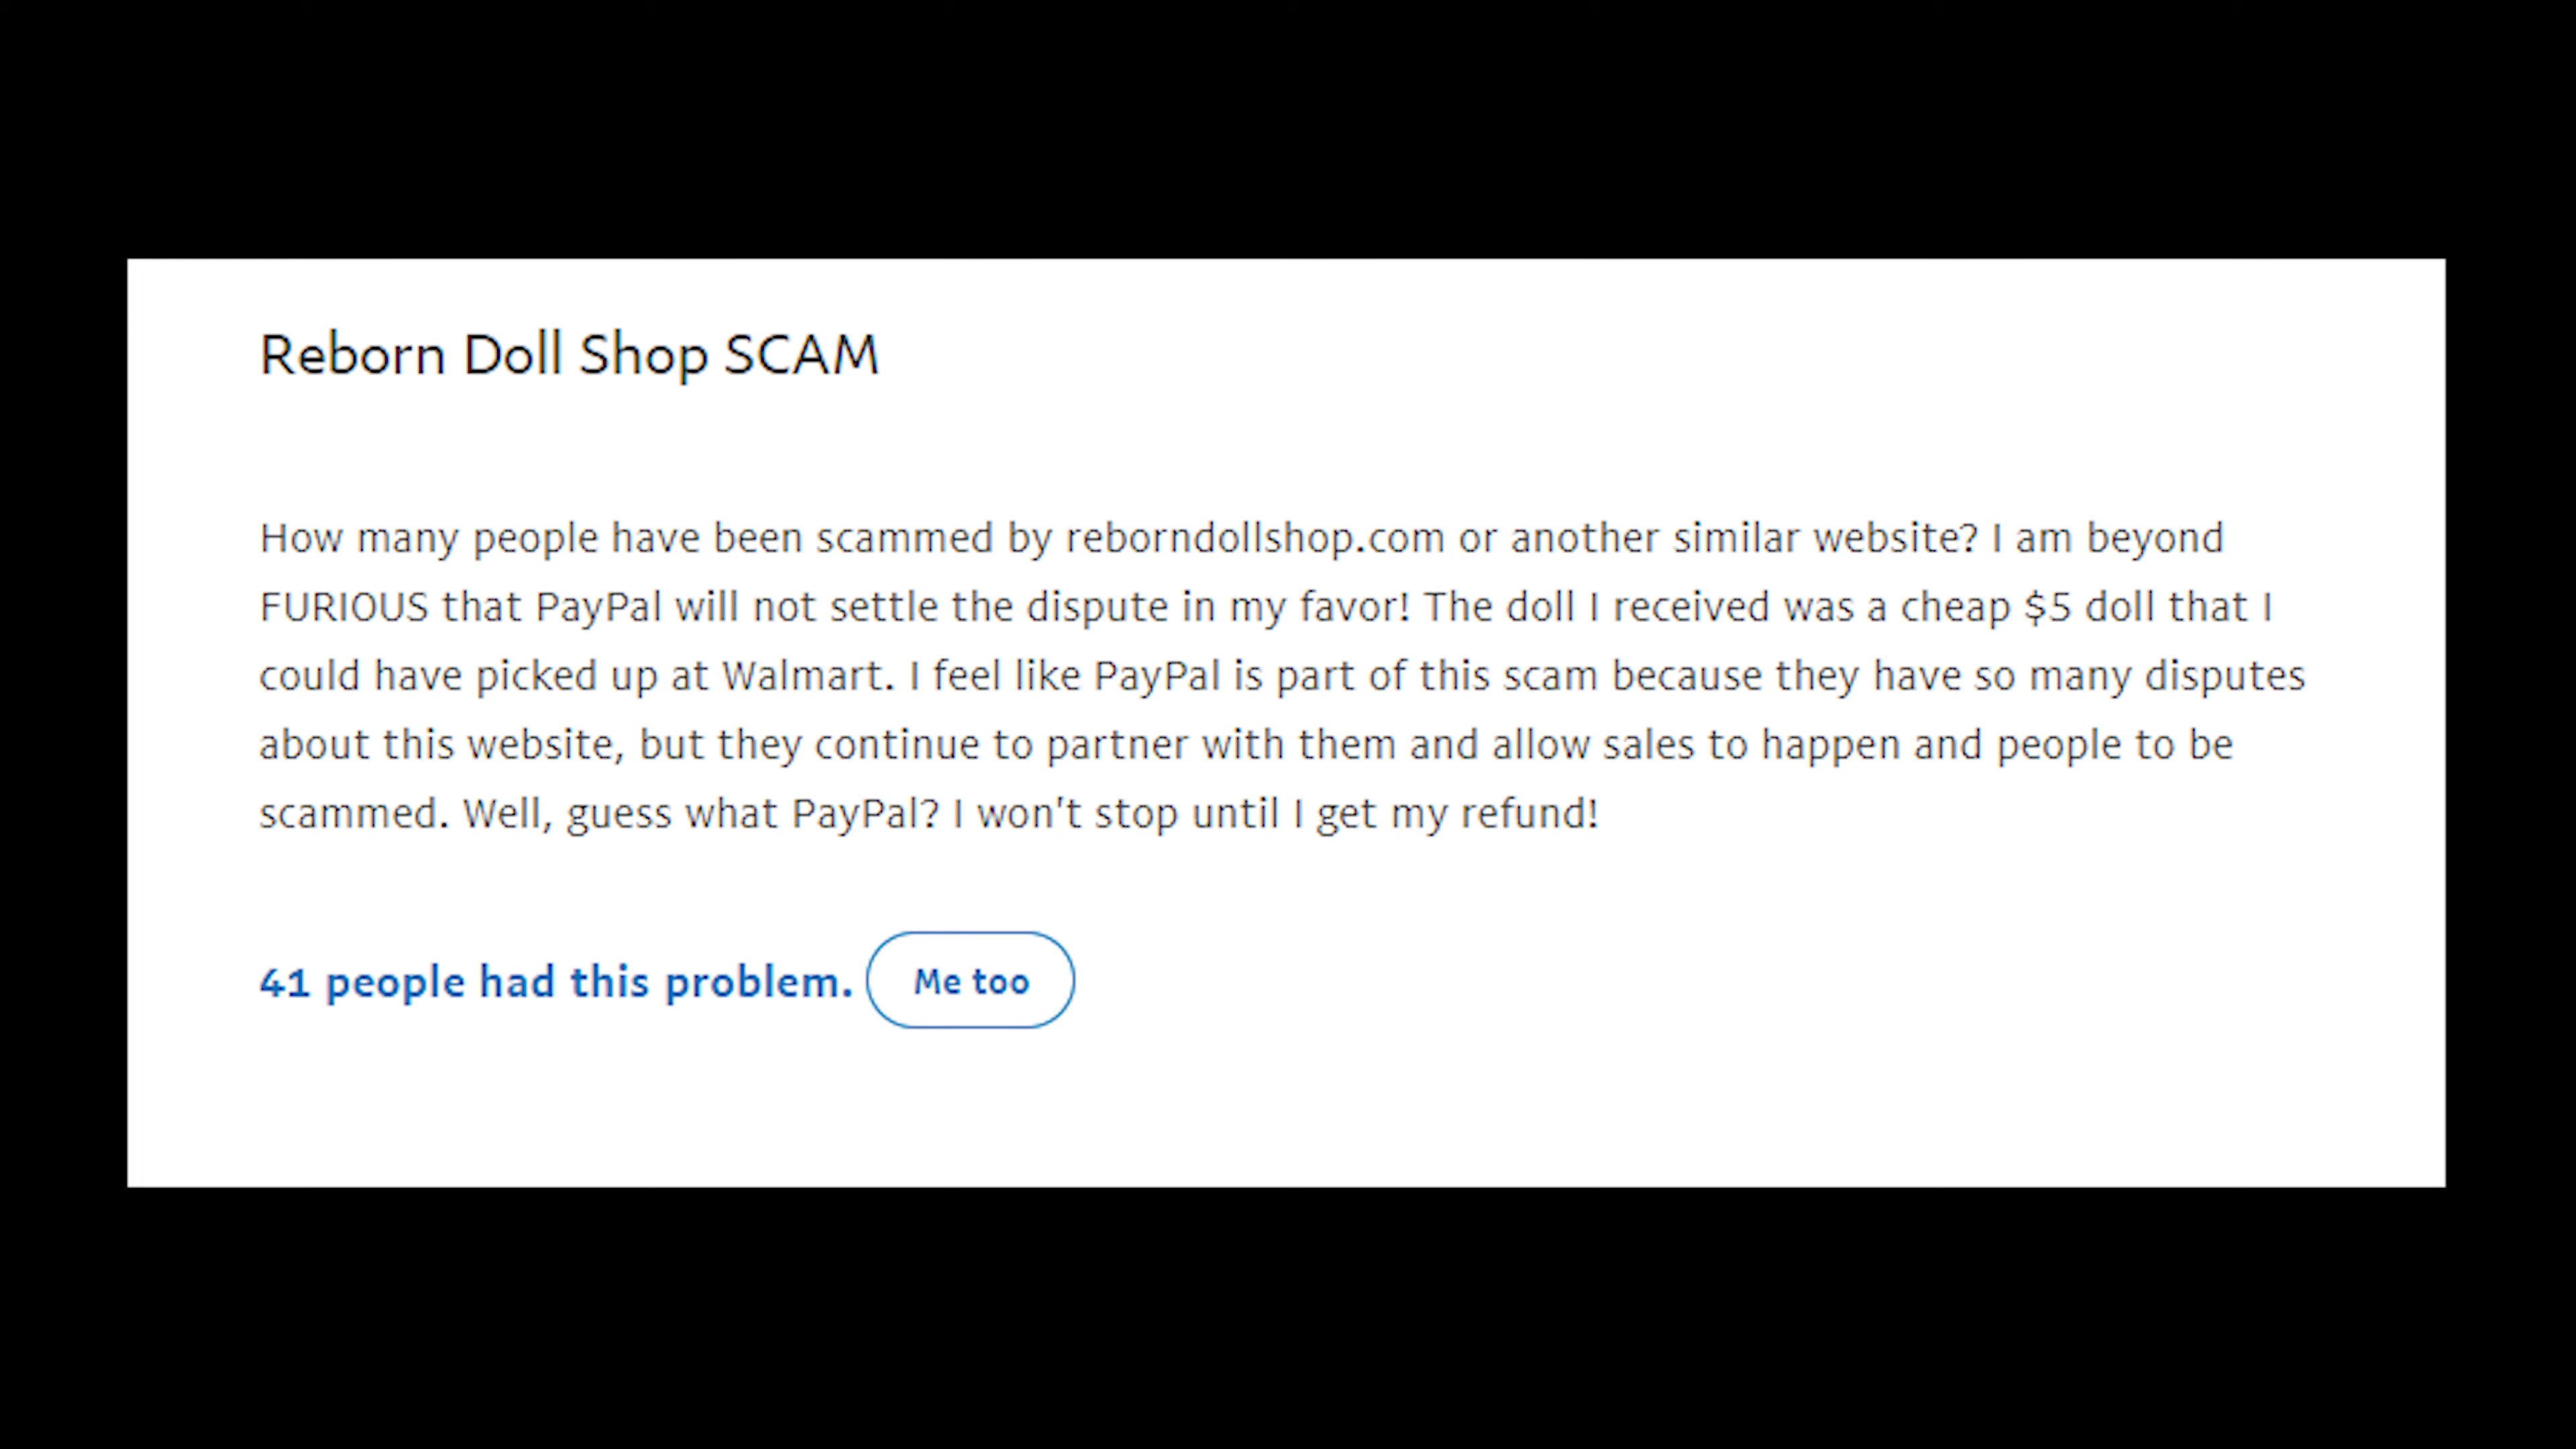 Reborn Doll Shop SCAM
How many people have been scammed by reborndollshop.com or another similar website? I am beyond
FURIOUS that PayPal will not settle the dispute in my favor! The doll I received was a cheap $5 doll that I
could have picked up at Walmart. I feel like PayPal is part of this scam because they have so many disputes
about this website, but they continue to partner with them and allow sales to happen and people to be
scammed. Well, guess what PayPal? I won't stop until I get my refund!
41 people had this problem. Me too